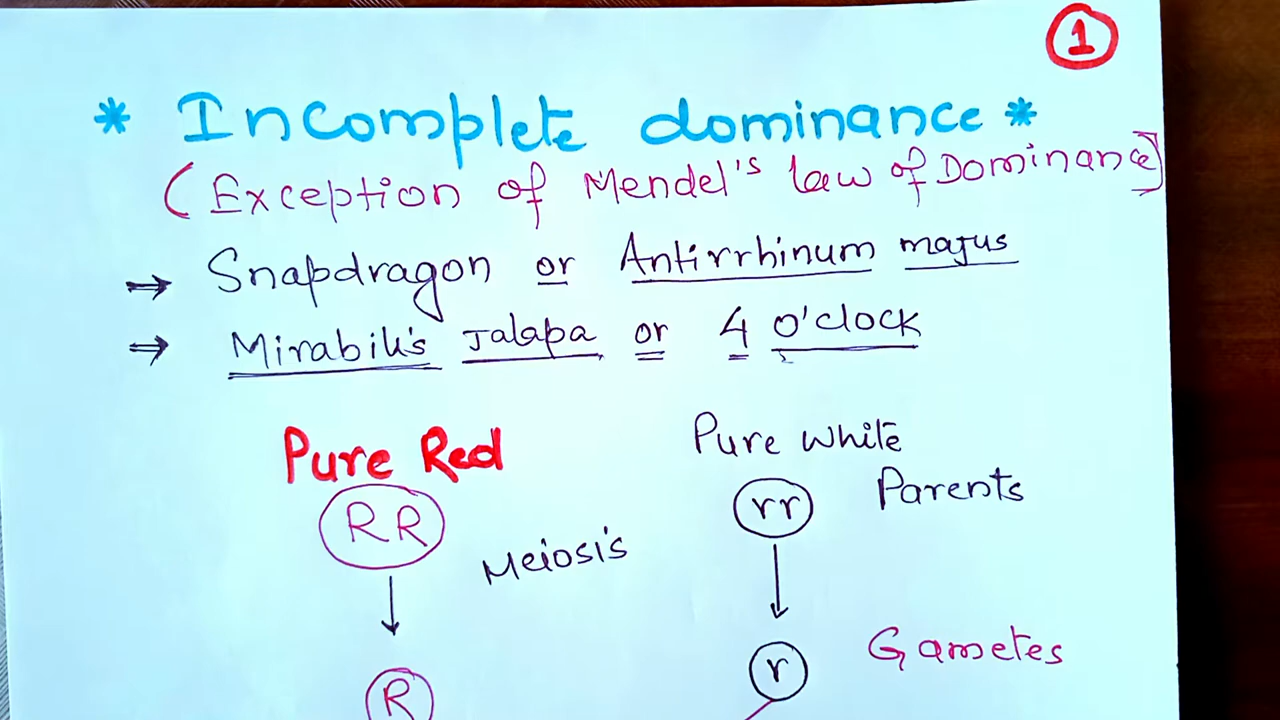 1
* Incomplete dominance *
(Exception of Mendel's law of Dominance]
⇒ Snapdragon or Antirrhinum majus
⇒ Mirabilis Jalapa or 4 O'clock
Pure Red Pure White
RR rr Parents
Meiosis
R r Gametes